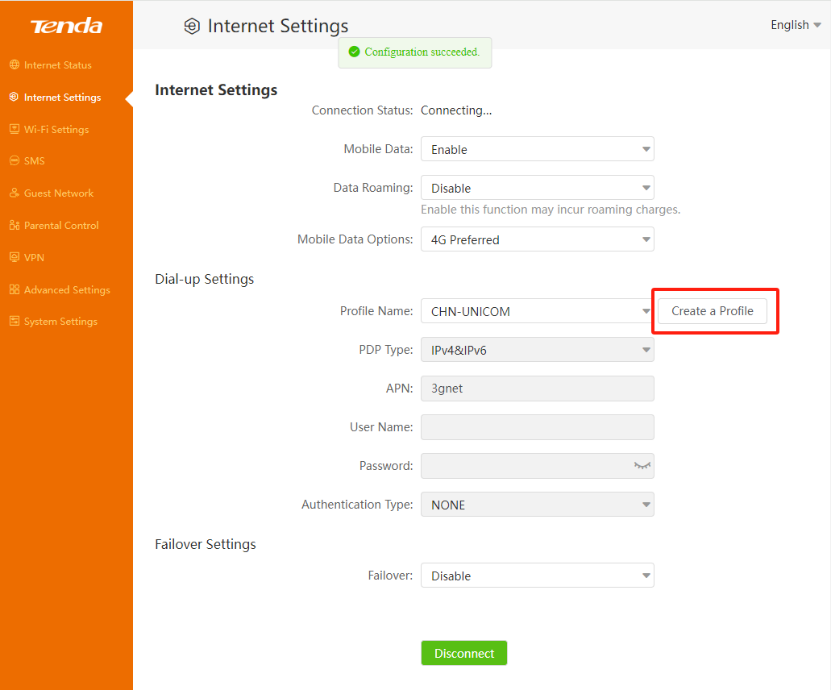 Tenda
Internet Settings
English
Configuration succeeded.
Internet Status
Internet Settings
Wi-Fi Settings
SMS
Guest Network
Parental Control
VPN
Advanced Settings
System Settings
Internet Settings
Connection Status: Connecting...
Mobile Data: Enable
Data Roaming: Disable
Enable this function may incur roaming charges.
Mobile Data Options: 4G Preferred
Dial-up Settings
Profile Name: CHN-UNICOM Create a Profile
PDP Type: IPv4&IPv6
APN: 3gnet
User Name:
Password:
Authentication Type: NONE
Failover Settings
Failover: Disable
Disconnect